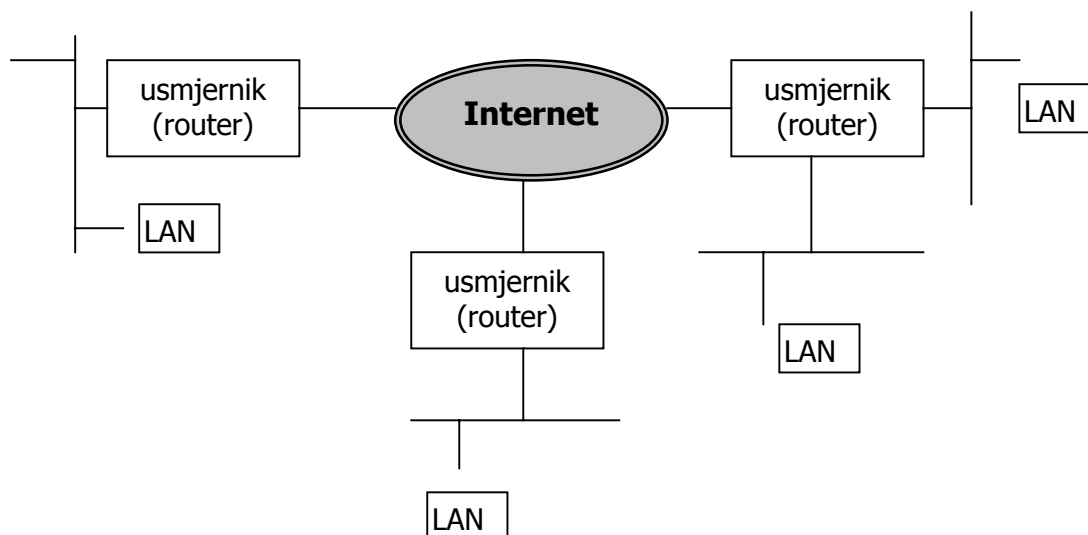 usmjernik
(router)
Internet
usmjernik
(router)
LAN
LAN
usmjernik
(router)
LAN
LAN